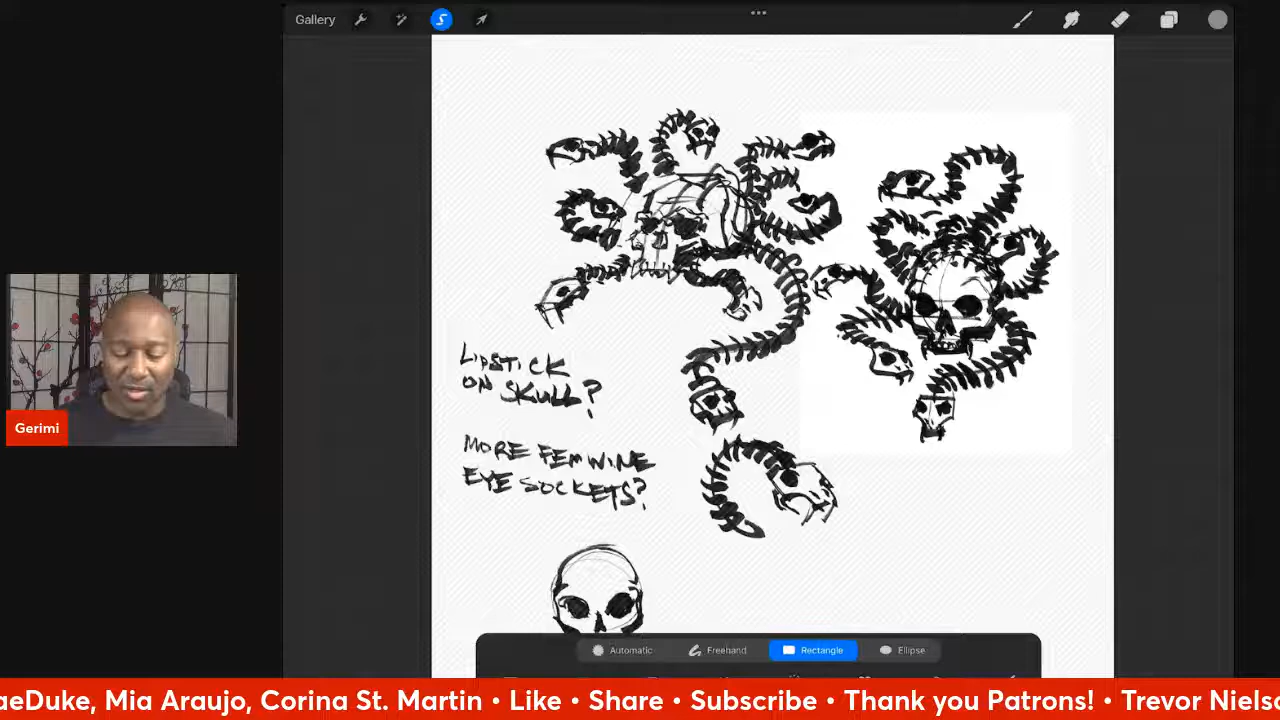 Gallery
LIPSTICK
ON SKULL?
MORE FEMININE
EYE SOCKETS?
Gerimi
Automatic
Freehand
Rectangle
Ellipse
aeDuke, Mia Araujo, Corina St. Martin • Like • Share • Subscribe • Thank you Patrons! • Trevor Niels